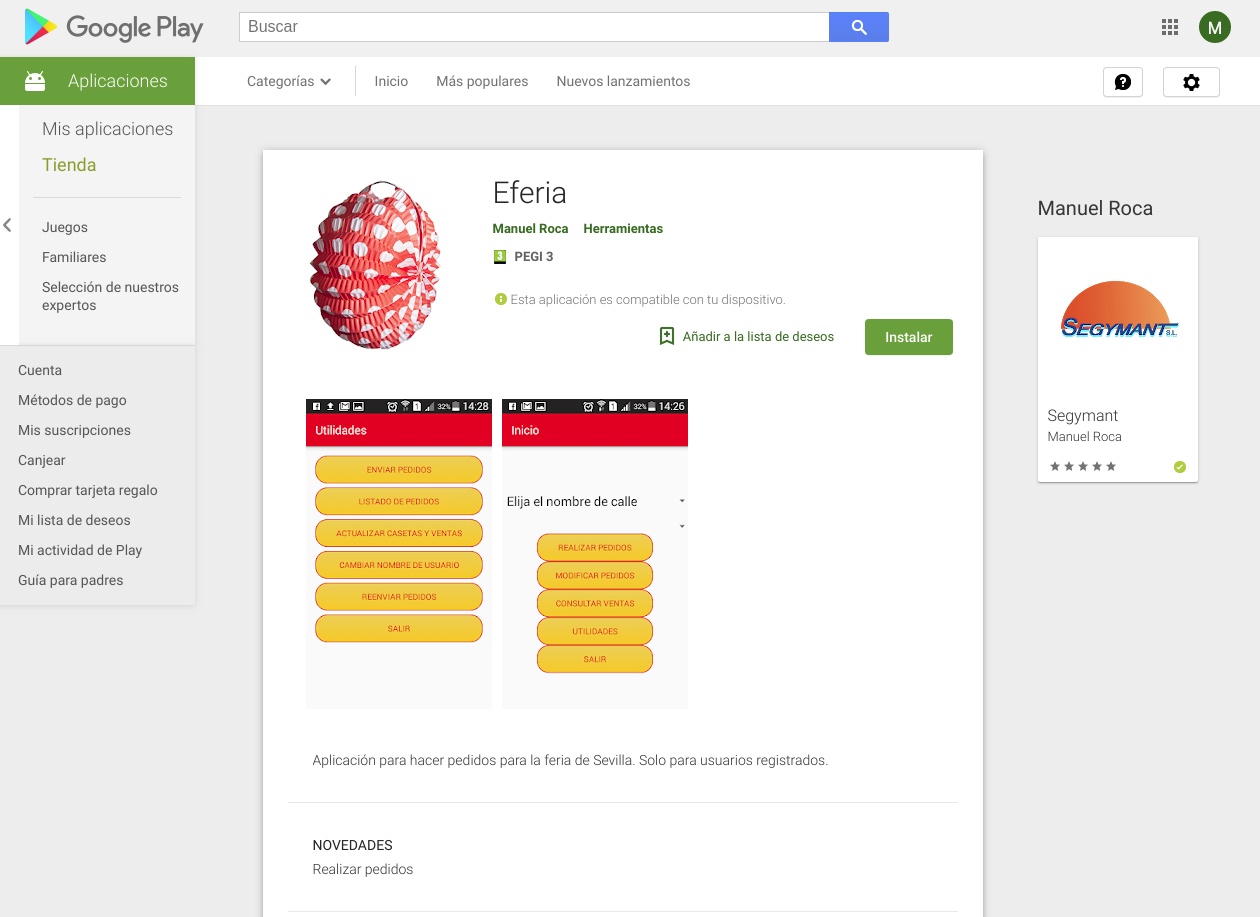 Google Play
Buscar
M
Aplicaciones
Categorías
Inicio
Más populares
Nuevos lanzamientos
Mis aplicaciones
Tienda
Juegos
Familiares
Selección de nuestros
expertos
Cuenta
Métodos de pago
Mis suscripciones
Canjear
Comprar tarjeta regalo
Mi lista de deseos
Mi actividad de Play
Guía para padres
Eferia
Manuel Roca Herramientas
3 PEGI 3
Esta aplicación es compatible con tu dispositivo.
Añadir a la lista de deseos
Instalar
32% 14:28
Utilidades
ENVIAR PEDIDOS
LISTADO DE PEDIDOS
ACTUALIZAR CASETAS Y VENTAS
CAMBIAR NOMBRE DE USUARIO
REENVIAR PEDIDOS
SALIR
32% 14:26
Inicio
Elija el nombre de calle
REALIZAR PEDIDOS
MODIFICAR PEDIDOS
CONSULTAR VENTAS
UTILIDADES
SALIR
Aplicación para hacer pedidos para la feria de Sevilla. Solo para usuarios registrados.
NOVEDADES
Realizar pedidos
Manuel Roca
SEGYMANT S.L.
Segymant
Manuel Roca